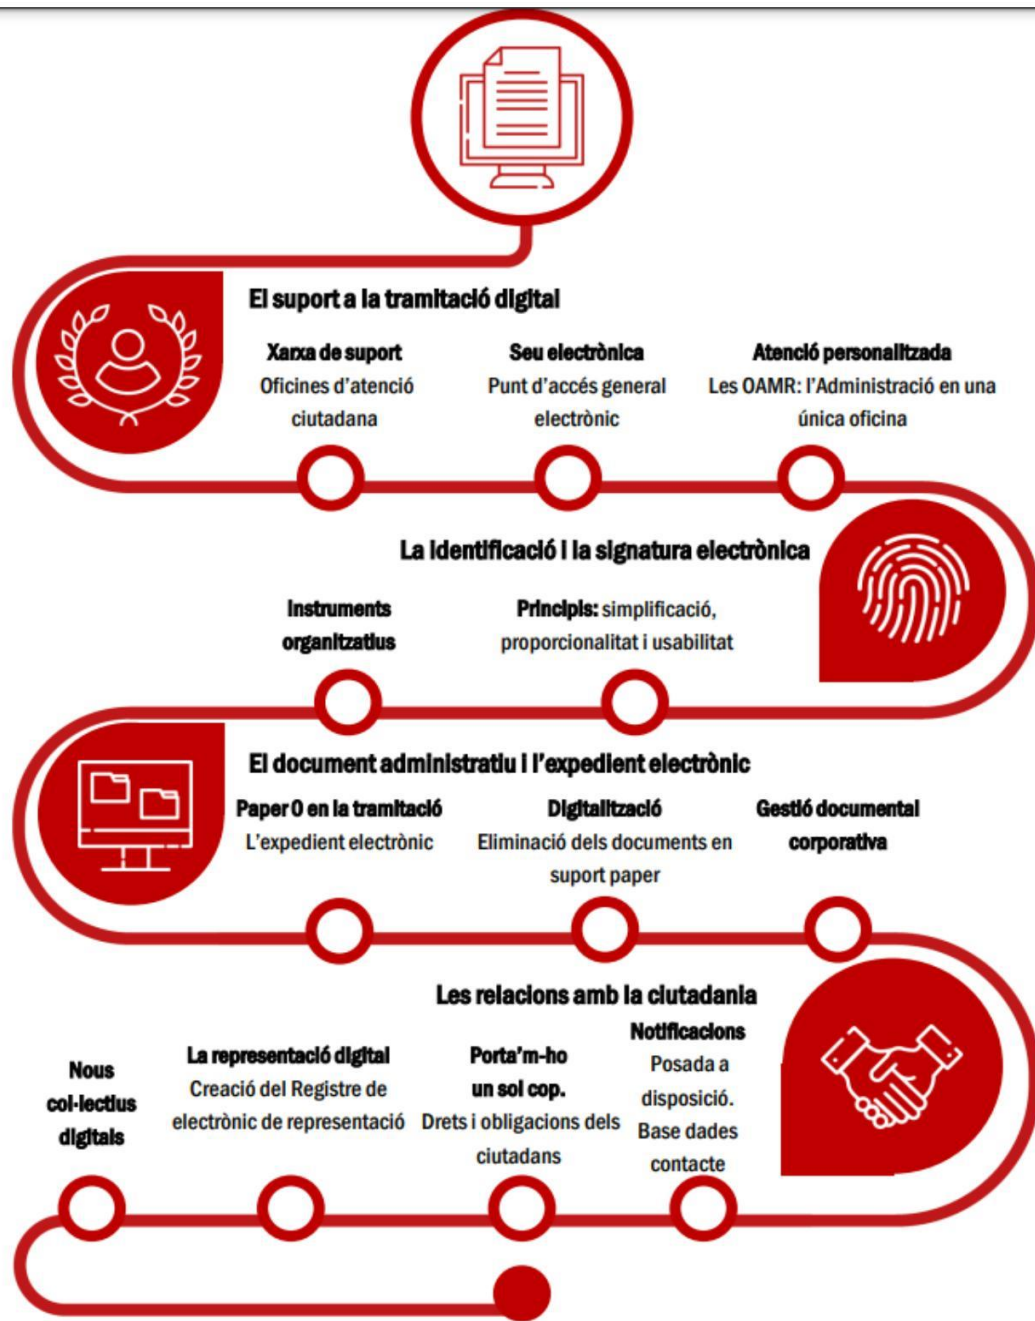 El suport a la tramitació digital
Xarxa de suport
Oficines d'atenció
ciutadana
Seu electrònica
Punt d'accés general
electrònic
Atenció personalitzada
Les OAMR: l'Administració en una
única oficina
La identificació i la signatura electrònica
Instruments
organitzatius
Principis: simplificació,
proporcionalitat i usabilitat
El document administratiu i l'expedient electrònic
Paper 0 en la tramitació
L'expedient electrònic
Digitalització
Eliminació dels documents en
suport paper
Gestió documental
corporativa
Les relacions amb la ciutadania
Nous
col·lectius
digitals
La representació digital
Creació del Registre de
electrònic de representació
Porta'm-ho
un sol cop.
Drets i obligacions dels
ciutadans
Notificacions
Posada a
disposició.
Base dades
contacte